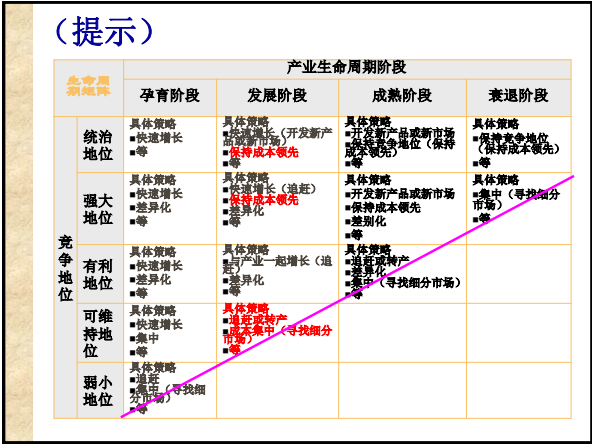 （提示）
生命周
期矩阵
产业生命周期阶段
孕育阶段
发展阶段
成熟阶段
衰退阶段
竞
争
地
位
统治
地位
具体策略
■快速增长
■等
具体策略
■快速增长（开发新产
品或新市场）
■保持成本领先
■等
具体策略
■开发新产品或新市场
■保持竞争地位（保持
成本领先）
■等
具体策略
■保持竞争地位
（保持成本领先）
■等
强大
地位
具体策略
■快速增长
■差异化
■等
具体策略
■快速增长（追赶）
■保持成本领先
■差异化
■等
具体策略
■开发新产品或新市场
■保持成本领先
■差别化
■等
具体策略
■集中（寻找细分
市场）
■等
有利
地位
具体策略
■快速增长
■差异化
■等
具体策略
■与产业一起增长（追
赶）
■差异化
■等
具体策略
■追赶或转产
■差异化
■集中（寻找细分市场）
■等
可维
持地
位
具体策略
■快速增长
■集中
■等
具体策略
■追赶或转产
■成本集中（寻找细分
市场）
■等
弱小
地位
具体策略
■追赶
■集中（寻找细
分市场）
■等